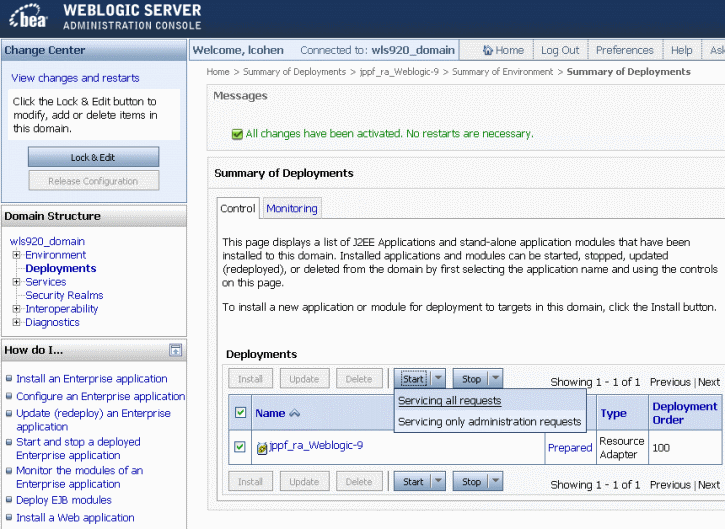 bea
WEBLOGIC SERVER
ADMINISTRATION CONSOLE
Change Center
View changes and restarts
Click the Lock & Edit button to
modify, add or delete items in
this domain.
Lock & Edit
Release Configuration
Domain Structure
wls920_domain
Environment
Deployments
Services
Security Realms
Interoperability
Diagnostics
How do I...
Install an Enterprise application
Configure an Enterprise application
Update (redeploy) an Enterprise
application
Start and stop a deployed
Enterprise application
Monitor the modules of an
Enterprise application
Deploy EJB modules
Install a Web application
Welcome, lcohen Connected to: wls920_domain Home Log Out Preferences Help Ask
Home > Summary of Deployments > jppf_ra_Weblogic-9 > Summary of Environment > Summary of Deployments
Messages
All changes have been activated. No restarts are necessary.
Summary of Deployments
Control Monitoring
This page displays a list of J2EE Applications and stand-alone application modules that have been
installed to this domain. Installed applications and modules can be started, stopped, updated
(redeployed), or deleted from the domain by first selecting the application name and using the controls
on this page.
To install a new application or module for deployment to targets in this domain, click the Install button.
Deployments
Install Update Delete Start Stop Showing 1 - 1 of 1 Previous | Next
Servicing all requests
Servicing only administration requests
Name Type Deployment
Order
jppf_ra_Weblogic-9 Prepared Resource
Adapter 100
Install Update Delete Start Stop Showing 1 - 1 of 1 Previous | Next